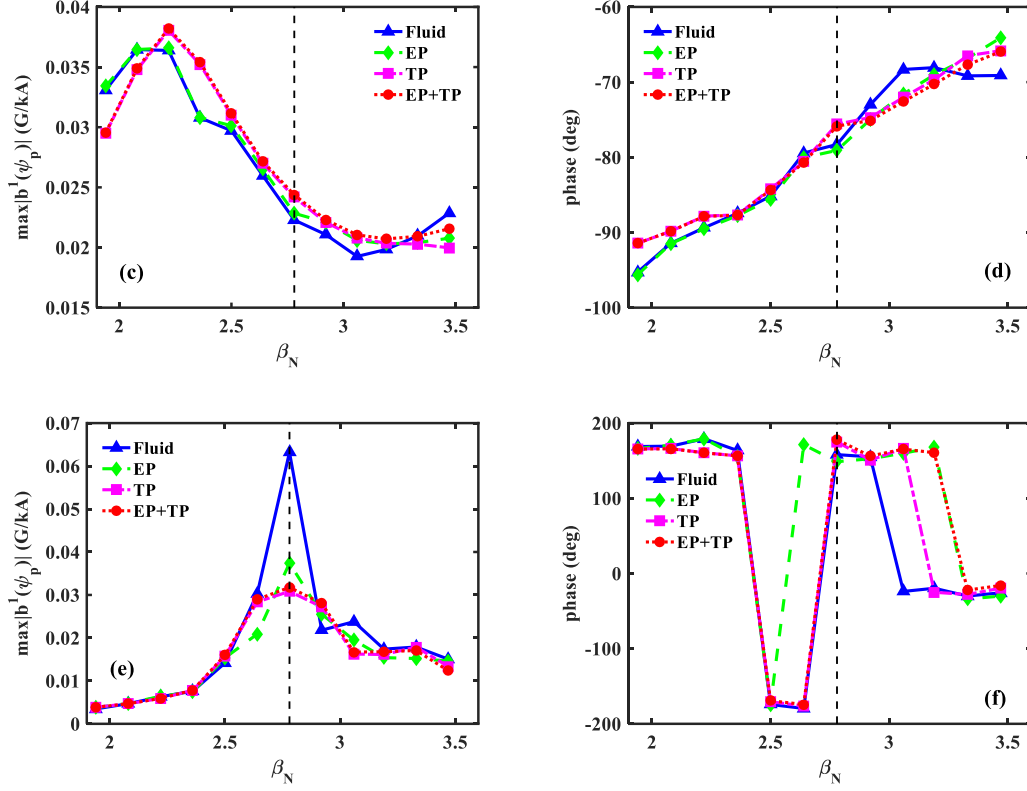 max|b¹(ψₚ)| (G/kA)
0.04
0.035
0.03
0.025
0.02
0.015
2
2.5
3
3.5
β_N
(c)
Fluid
EP
TP
EP+TP
phase (deg)
-60
-70
-80
-90
-100
2
2.5
3
3.5
β_N
(d)
Fluid
EP
TP
EP+TP
max|b¹(ψₚ)| (G/kA)
0.07
0.06
0.05
0.04
0.03
0.02
0.01
0
2
2.5
3
3.5
β_N
(e)
Fluid
EP
TP
EP+TP
phase (deg)
200
100
0
-100
-200
2
2.5
3
3.5
β_N
(f)
Fluid
EP
TP
EP+TP